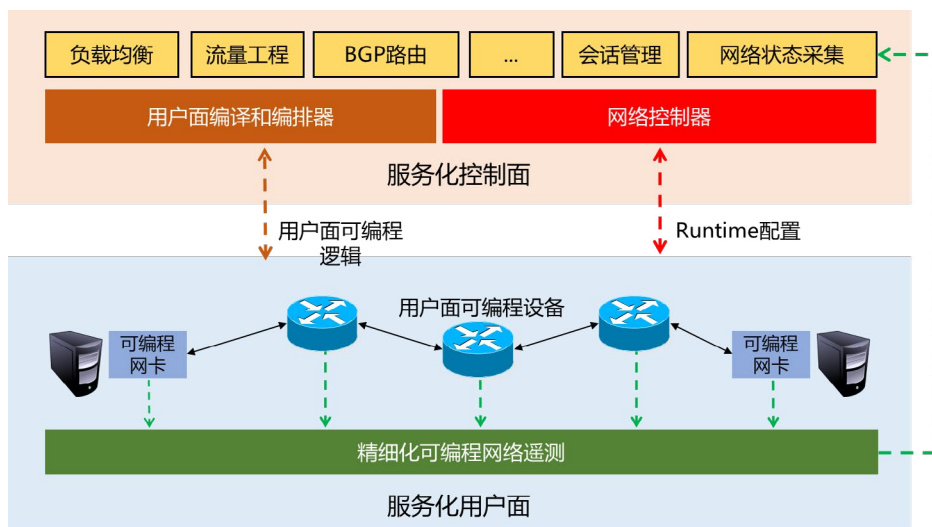 负载均衡
流量工程
BGP路由
...
会话管理
网络状态采集
用户面编译和编排器
网络控制器
服务化控制面
用户面可编程
逻辑
Runtime配置
用户面可编程设备
可编程
网卡
可编程
网卡
精细化可编程网络遥测
服务化用户面